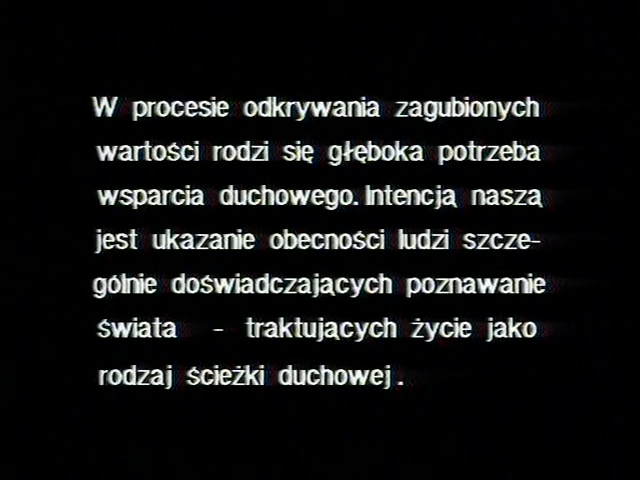 W procesie odkrywania zagubionych
wartości rodzi się głęboka potrzeba
wsparcia duchowego. Intencją naszą
jest ukazanie obecności ludzi szcze-
gólnie doświadczających poznawanie
świata - traktujących życie jako
rodzaj ścieżki duchowej.